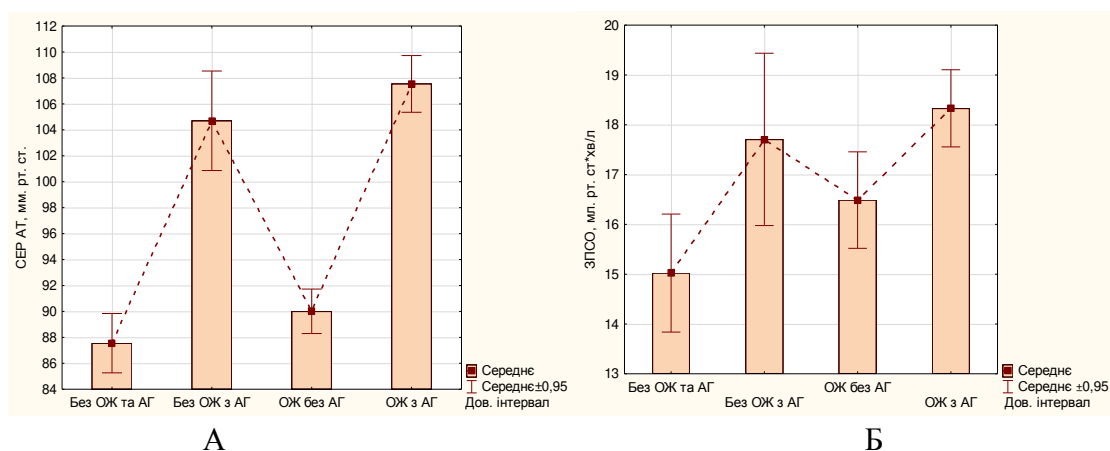 СЕР АТ, мм. рт. ст.
112
110
108
106
104
102
100
98
96
94
92
90
88
86
84
Без ОЖ та АГ
Без ОЖ з АГ
ОЖ без АГ
ОЖ з АГ
Середнє
Середнє±0,95
Дов. інтервал
А
ЗПСО, мл. рт. ст*хв/л
20
19
18
17
16
15
14
13
Без ОЖ та АГ
Без ОЖ з АГ
ОЖ без АГ
ОЖ з АГ
Середнє
Середнє ±0,95
Дов. інтервал
Б